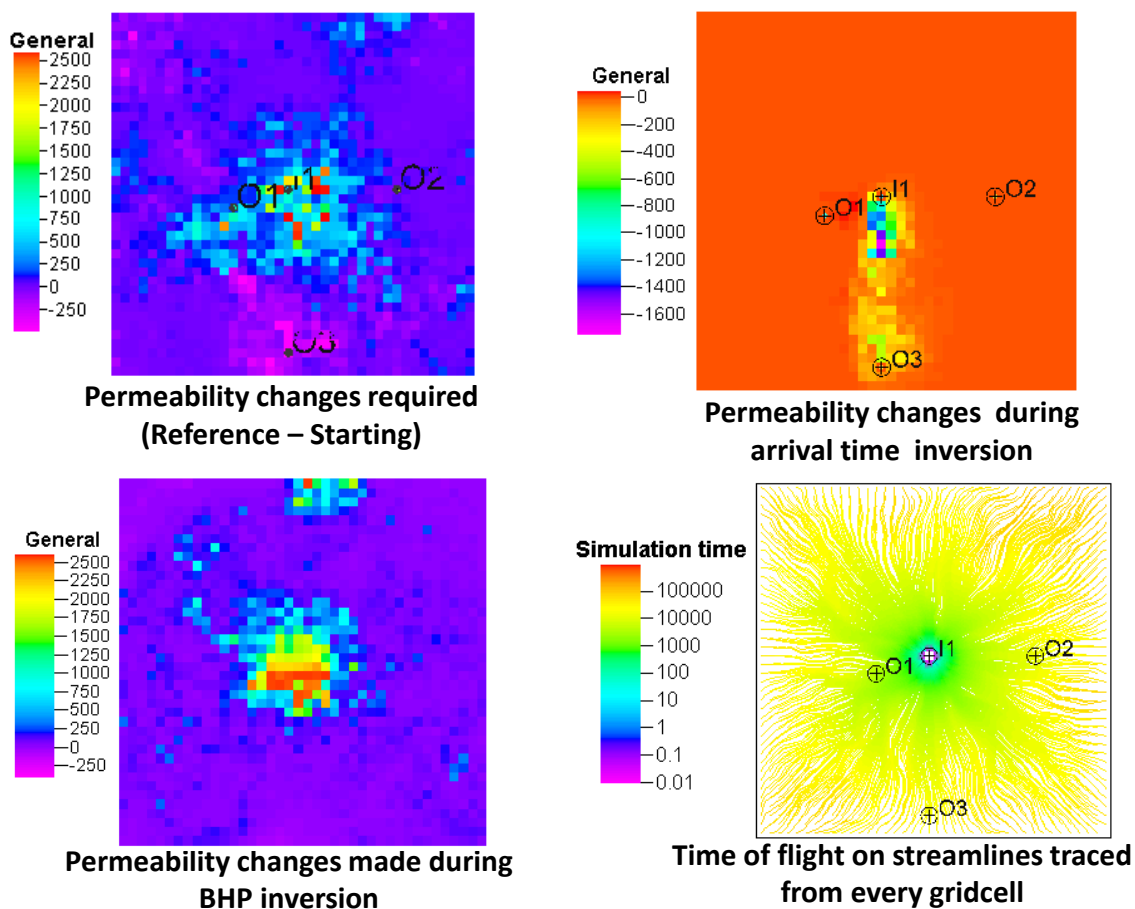 General
2500
2250
2000
1750
1500
1250
1000
750
500
250
0
-250
O1
I1
O2
O3
Permeability changes required
(Reference – Starting)
General
0
-200
-400
-600
-800
-1000
-1200
-1400
-1600
I1
O1
O2
O3
Permeability changes during
arrival time inversion
General
2500
2250
2000
1750
1500
1250
1000
750
500
250
0
-250
Permeability changes made during
BHP inversion
Simulation time
100000
10000
1000
100
10
1
0.1
0.01
I1
O1
O2
O3
Time of flight on streamlines traced
from every gridcell